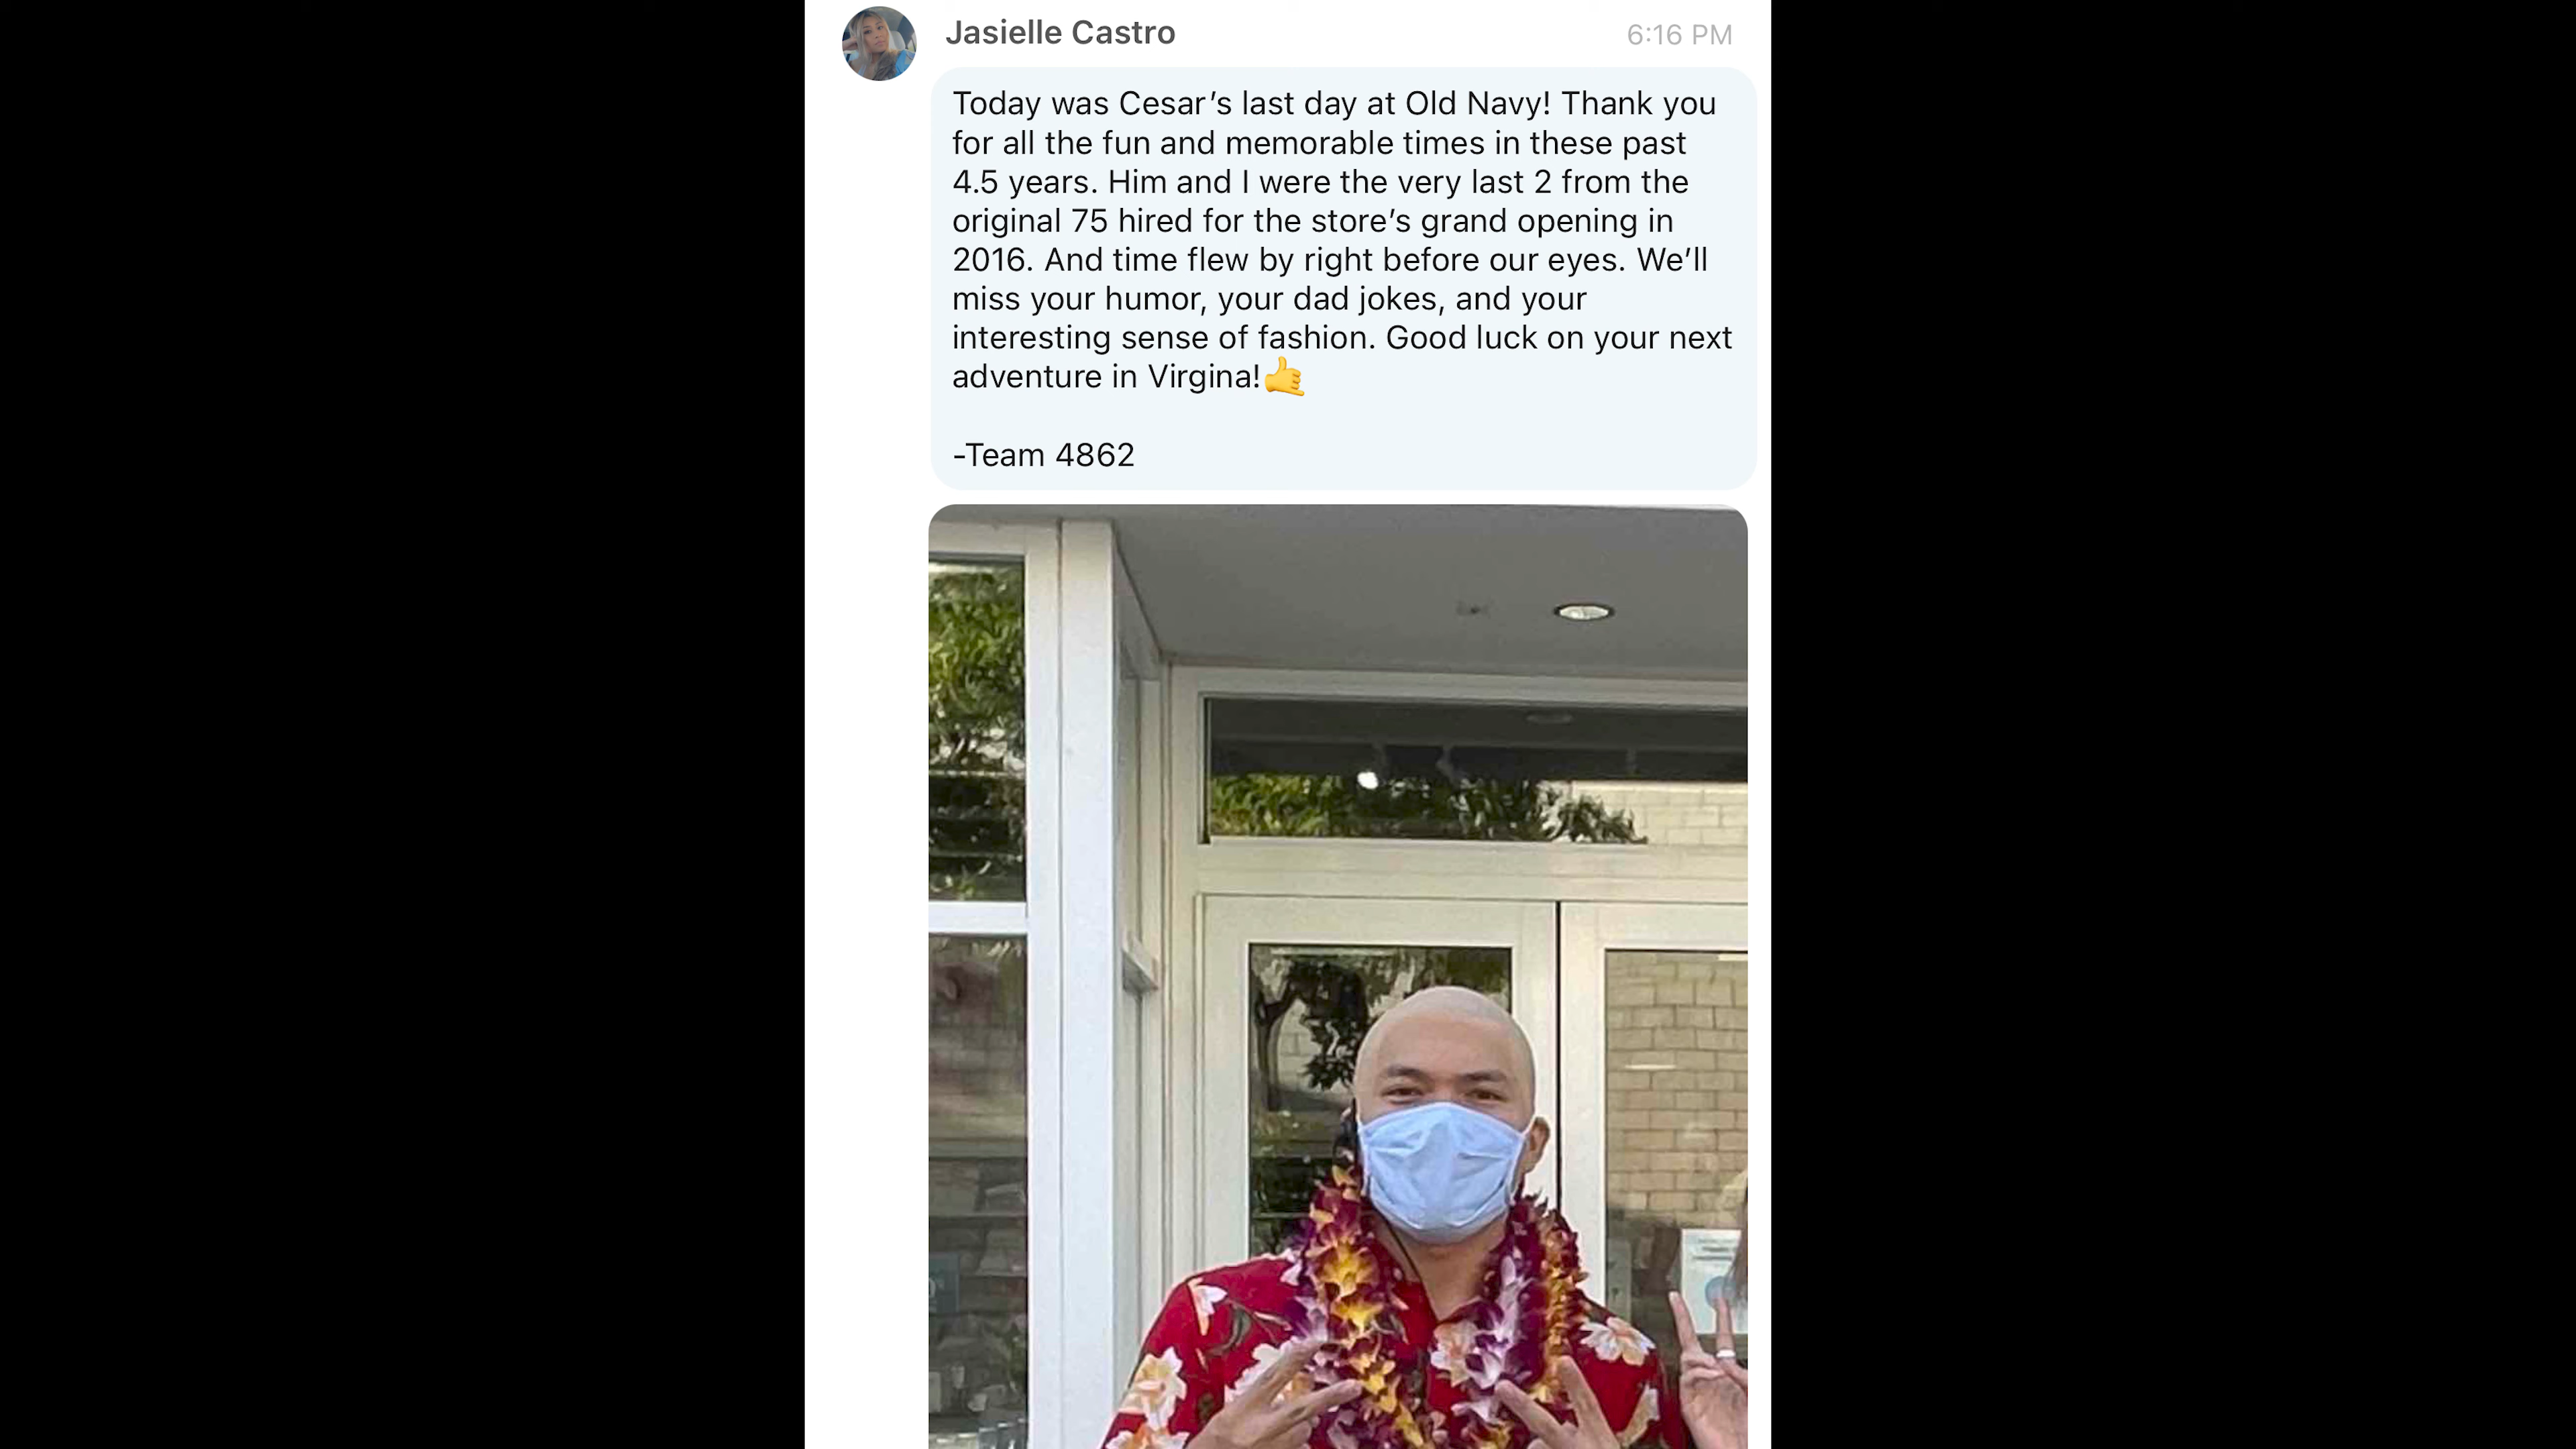 Jasielle Castro
6:16 PM
Today was Cesar’s last day at Old Navy! Thank you
for all the fun and memorable times in these past
4.5 years. Him and I were the very last 2 from the
original 75 hired for the store’s grand opening in
2016. And time flew by right before our eyes. We’ll
miss your humor, your dad jokes, and your
interesting sense of fashion. Good luck on your next
adventure in Virgina!🤙
-Team 4862